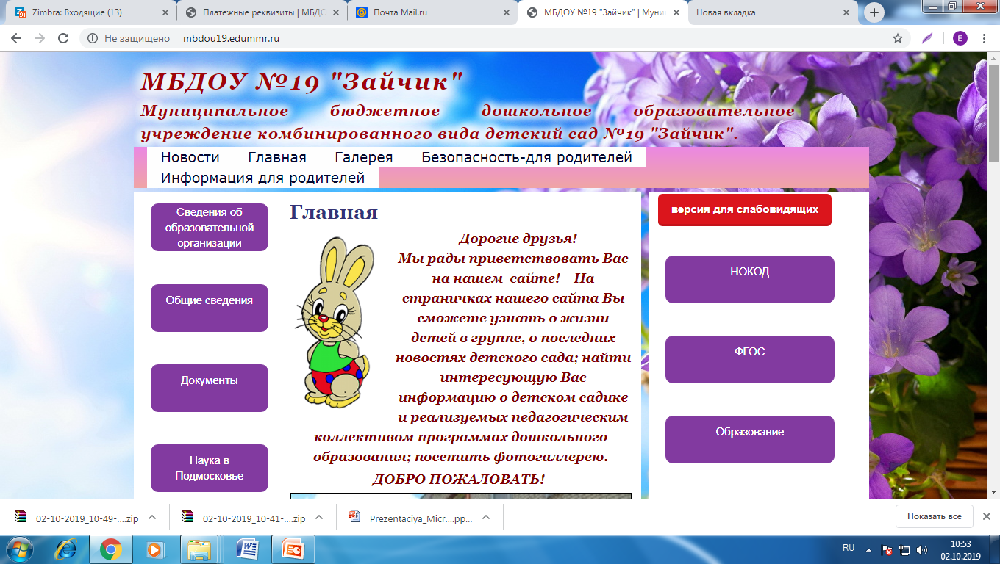 Zimbra: Входящие (13)
Платежные реквизиты | МБДО
Почта Mail.ru
МБДОУ №19 "Зайчик" | Муни
Новая вкладка
Не защищено
mbdou19.edummr.ru
E
МБДОУ №19 "Зайчик"
Муниципальное бюджетное дошкольное образовательное
учреждение комбинированного вида детский сад №19 "Зайчик".
Новости Главная Галерея Безопасность-для родителей
Информация для родителей
Сведения об
образовательной
организации
Общие сведения
Документы
Наука в
Подмосковье
Главная
Дорогие друзья!
Мы рады приветствовать Вас
на нашем сайте! На
страничках нашего сайта Вы
сможете узнать о жизни
детей в группе, о последних
новостях детского сада; найти
интересующую Вас
информацию о детском садике
и реализуемых педагогическим
коллективом программах дошкольного
образования; посетить фотогаллерею.
ДОБРО ПОЖАЛОВАТЬ!
версия для слабовидящих
НОКОД
ФГОС
Образование
02-10-2019_10-49-....zip
02-10-2019_10-41-....zip
Prezentaciya_Micr....pp...
Показать все
RU
10:53
02.10.2019